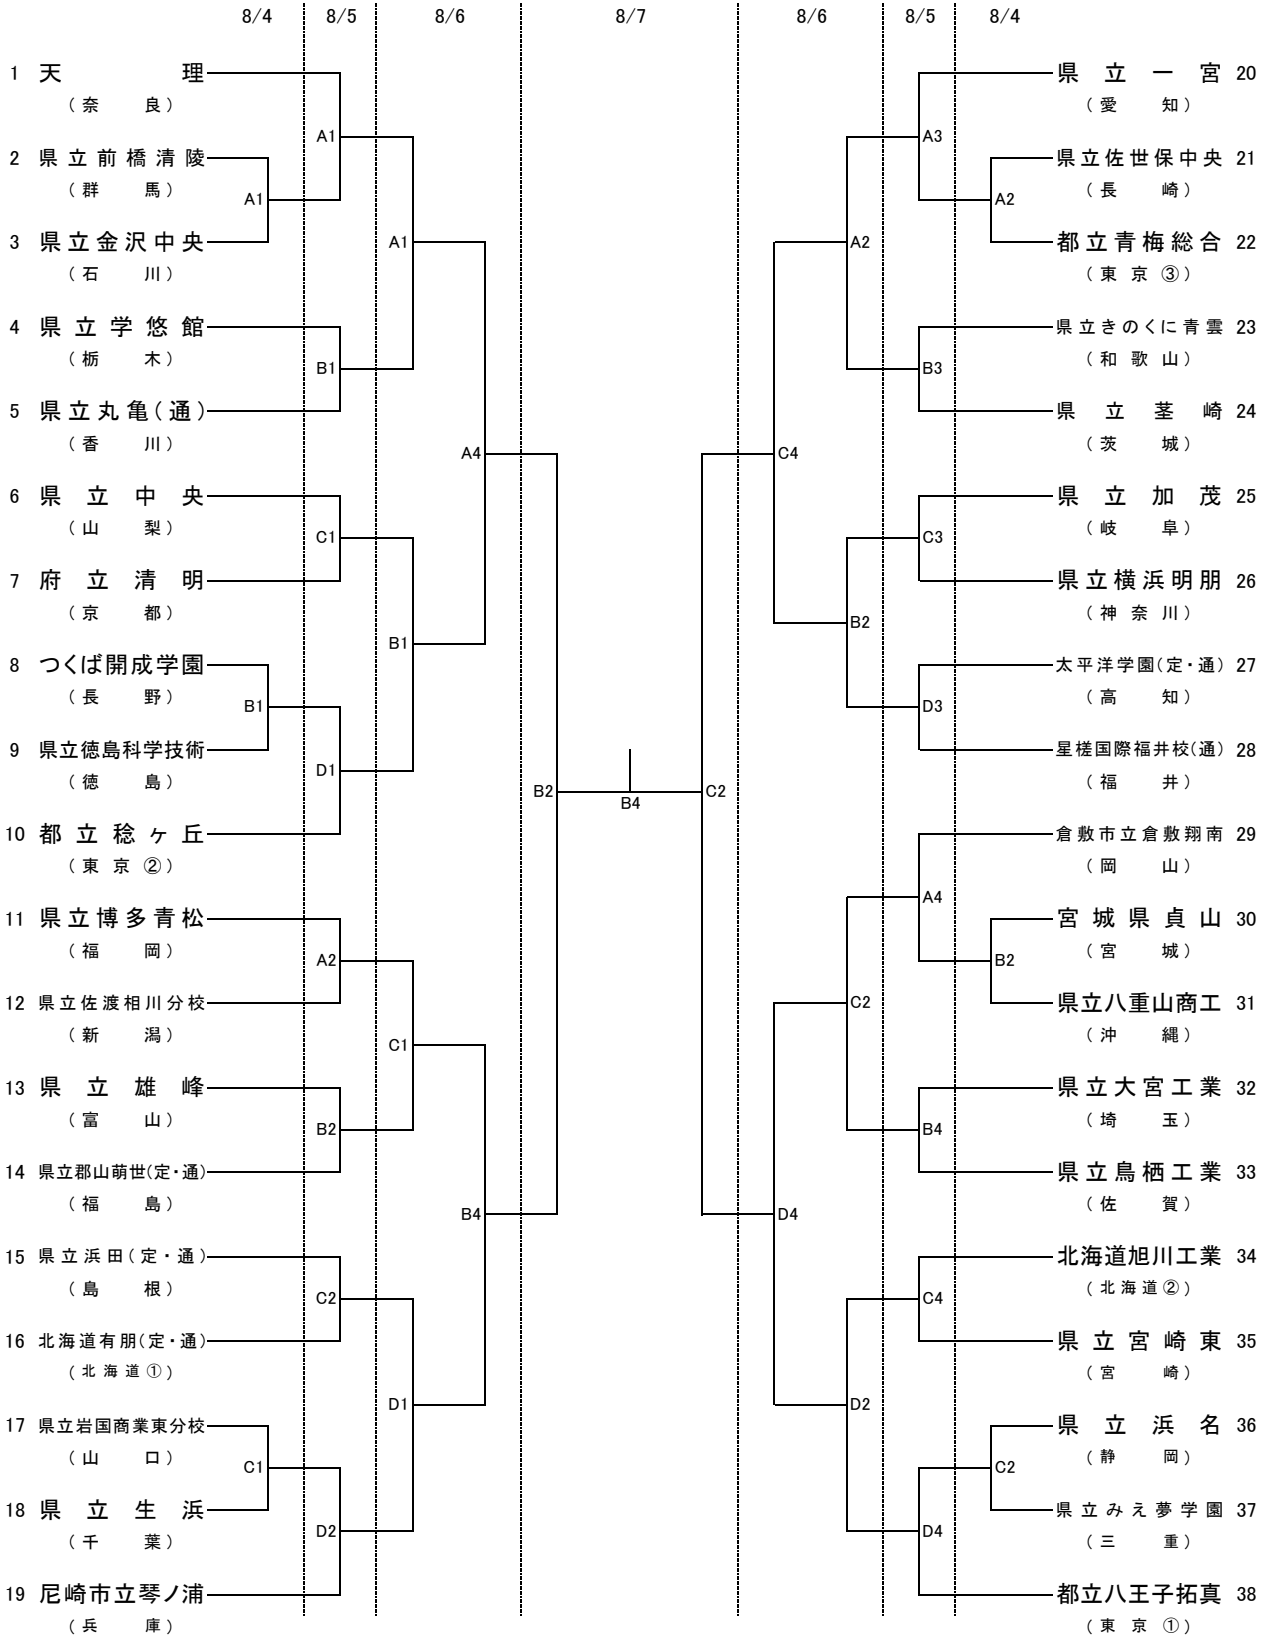 8/4 8/5 8/6 8/7 8/6 8/5 8/4
1 天理
(奈良)
A1
2 県立前橋清陵
(群馬)
A1
3 県立金沢中央
(石川)
A1
4 県立学悠館
(栃木)
B1
5 県立丸亀(通)
(香川)
A4
6 県立中央
(山梨)
C1
7 府立清明
(京都)
B1
8 つくば開成学園
(長野)
B1
9 県立徳島科学技術
(徳島)
D1
10 都立稔ヶ丘
(東京②)
11 県立博多青松
(福岡)
A2
12 県立佐渡相川分校
(新潟)
C1
13 県立雄峰
(富山)
B2
14 県立郡山萌世(定・通)
(福島)
B4
15 県立浜田(定・通)
(島根)
C2
16 北海道有朋(定・通)
(北海道①)
D1
17 県立岩国商業東分校
(山口)
C1
18 県立生浜
(千葉)
D2
19 尼崎市立琴ノ浦
(兵庫)
B2
B4
C2
県立一宮 20
(愛知)
A3
県立佐世保中央 21
(長崎)
A2
都立青梅総合 22
(東京③)
A2
県立きのくに青雲 23
(和歌山)
B3
県立茎崎 24
(茨城)
C4
県立加茂 25
(岐阜)
C3
県立横浜明朋 26
(神奈川)
B2
太平洋学園(定・通) 27
(高知)
D3
星槎国際福井校(通) 28
(福井)
倉敷市立倉敷翔南 29
(岡山)
A4
宮城県貞山 30
(宮城)
B2
県立八重山商工 31
(沖縄)
C2
県立大宮工業 32
(埼玉)
B4
県立鳥栖工業 33
(佐賀)
D4
北海道旭川工業 34
(北海道②)
C4
県立宮崎東 35
(宮崎)
D2
県立浜名 36
(静岡)
C2
県立みえ夢学園 37
(三重)
D4
都立八王子拓真 38
(東京①)